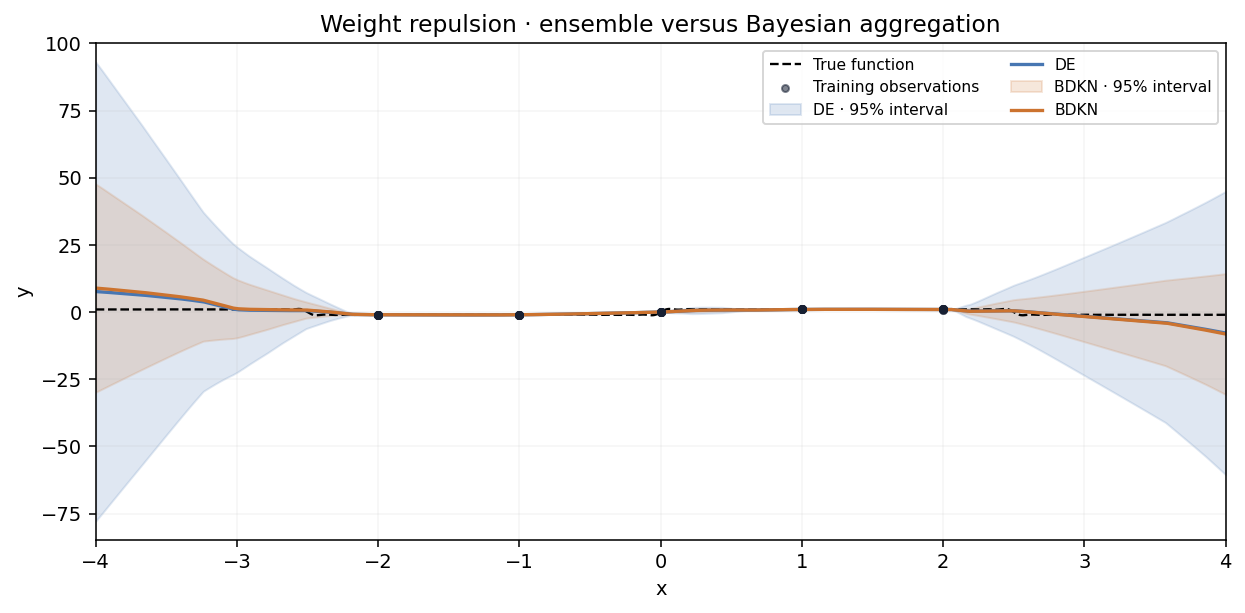 Weight repulsion · ensemble versus Bayesian aggregation
True function
Training observations
DE · 95% interval
DE
BDKN · 95% interval
BDKN
y
100
75
50
25
0
−25
−50
−75
−4
−3
−2
−1
0
1
2
3
4
x